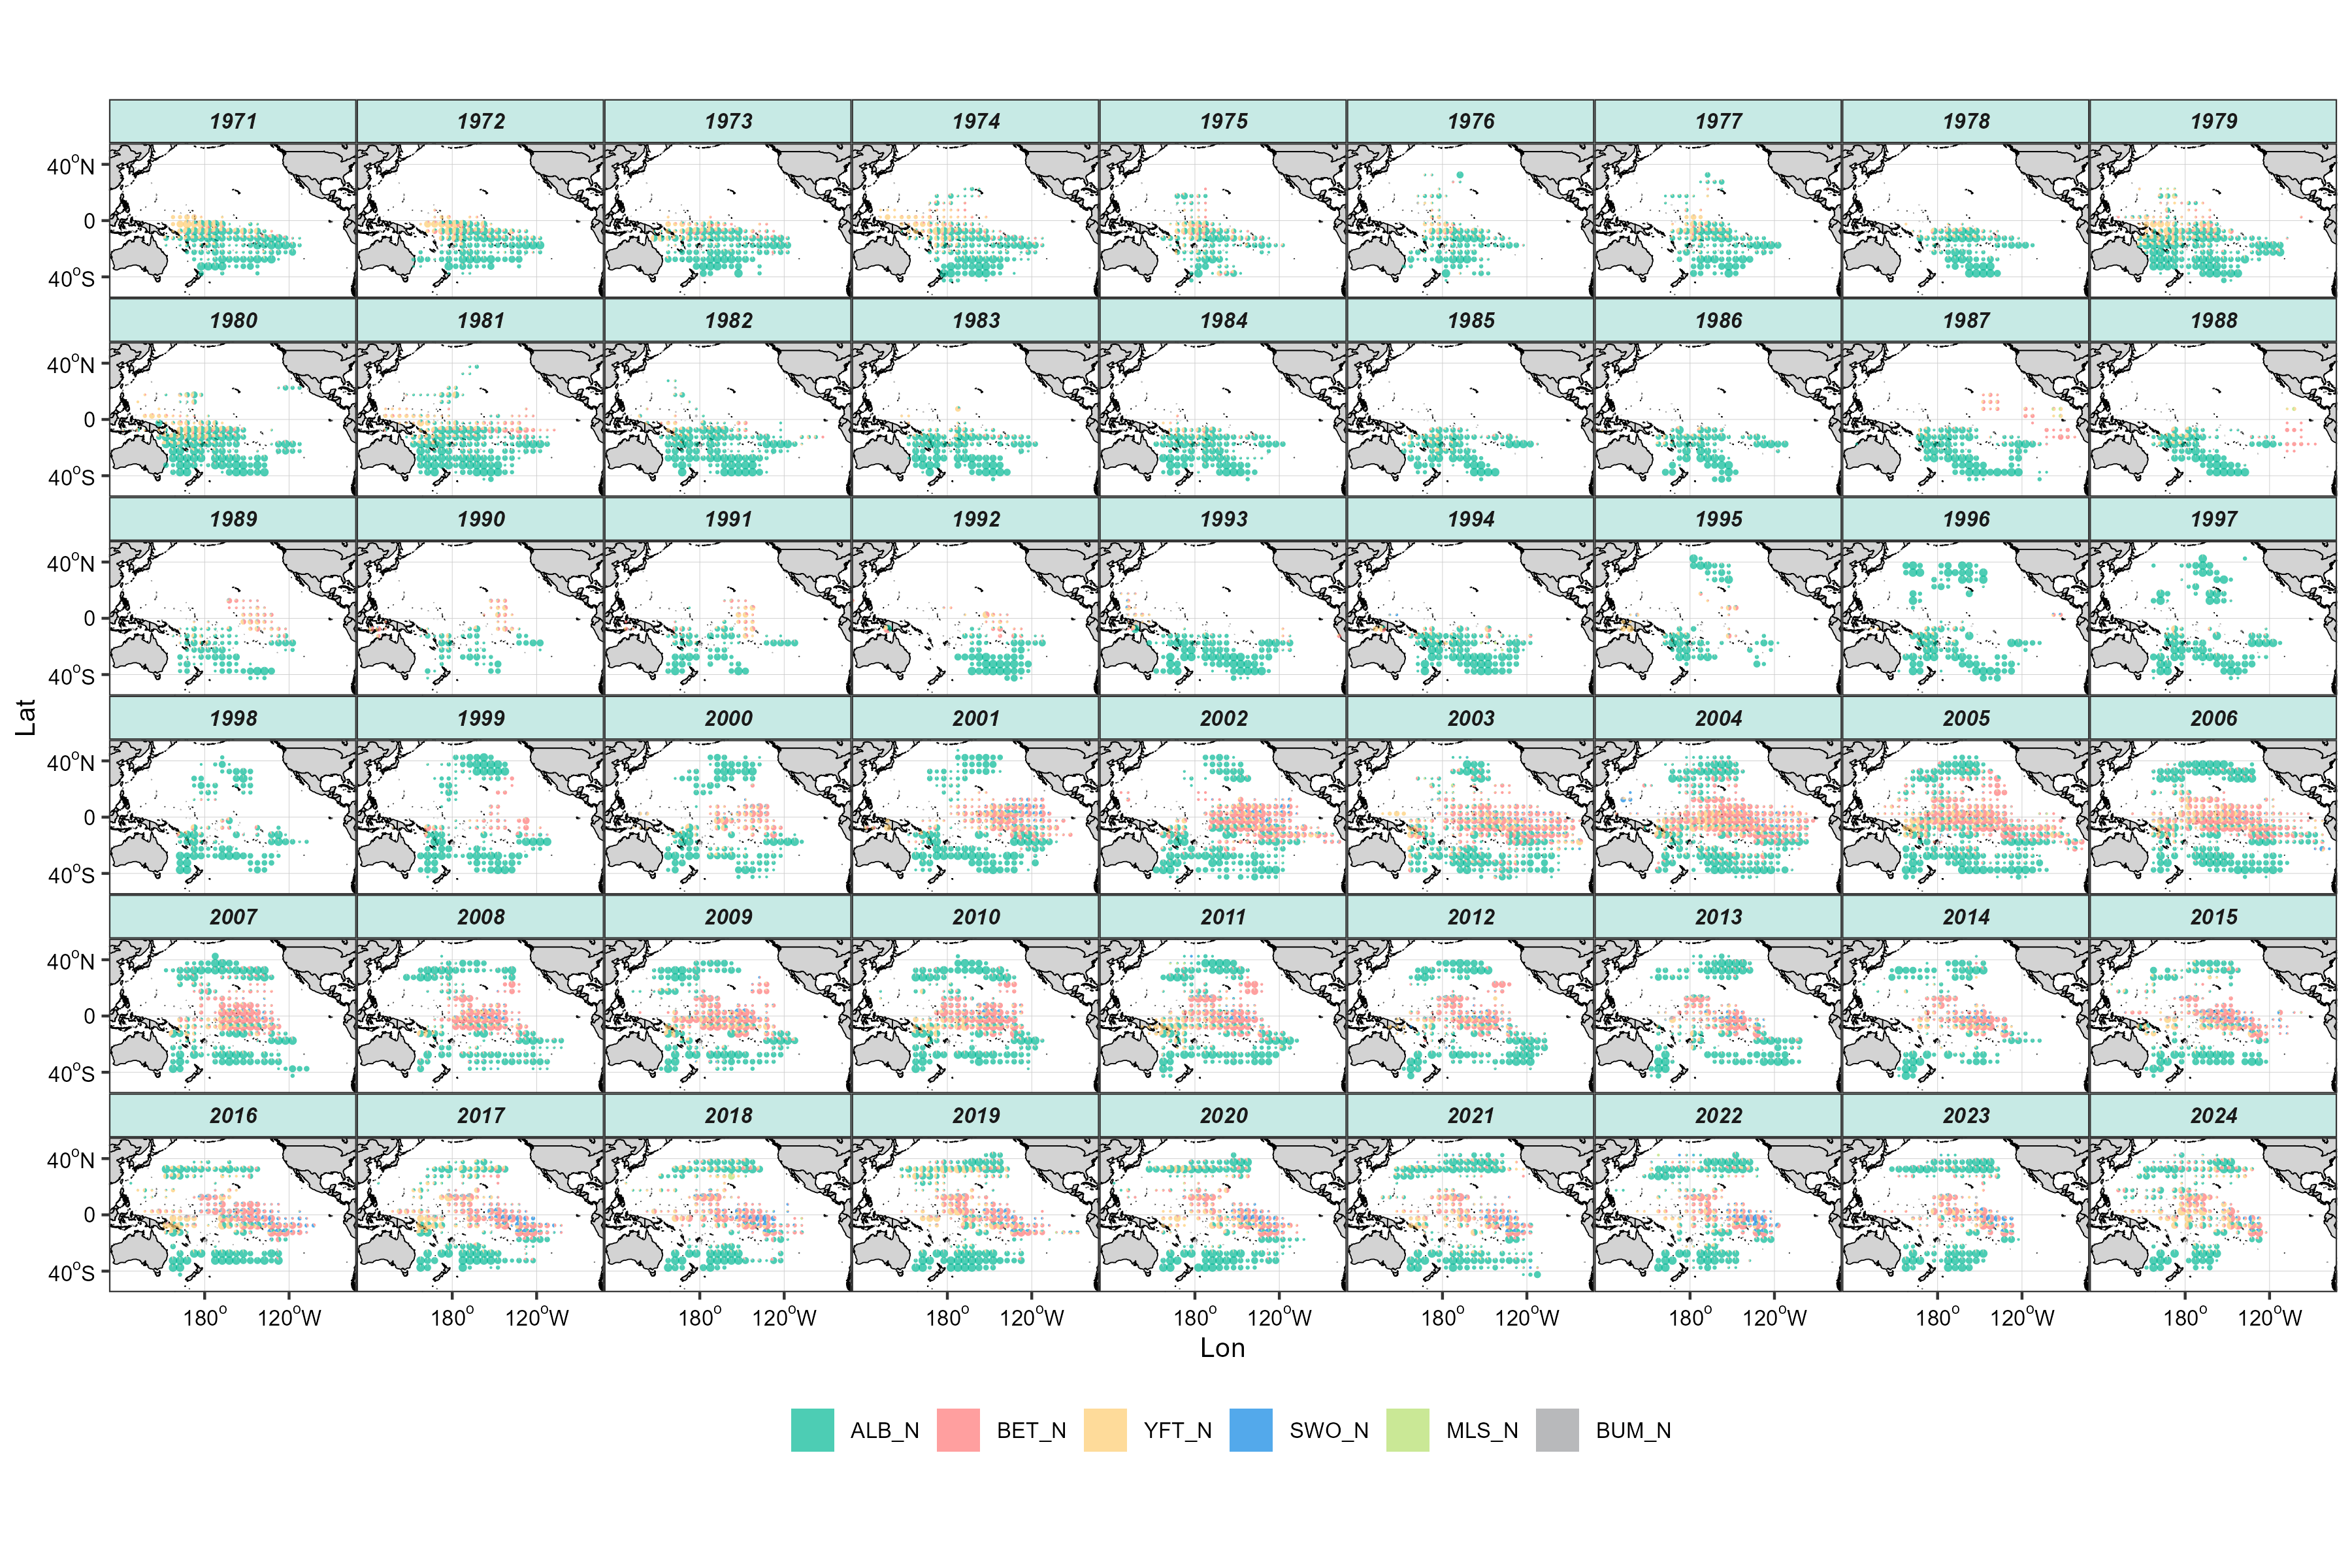 1971 1972 1973 1974 1975 1976 1977 1978 1979
40°N
0
40°S
1980 1981 1982 1983 1984 1985 1986 1987 1988
40°N
0
40°S
1989 1990 1991 1992 1993 1994 1995 1996 1997
40°N
0
40°S
Lat
1998 1999 2000 2001 2002 2003 2004 2005 2006
40°N
0
40°S
2007 2008 2009 2010 2011 2012 2013 2014 2015
40°N
0
40°S
2016 2017 2018 2019 2020 2021 2022 2023 2024
40°N
0
40°S
180° 120°W 180° 120°W 180° 120°W 180° 120°W 180° 120°W 180° 120°W 180° 120°W 180° 120°W 180° 120°W
Lon
ALB_N BET_N YFT_N SWO_N MLS_N BUM_N